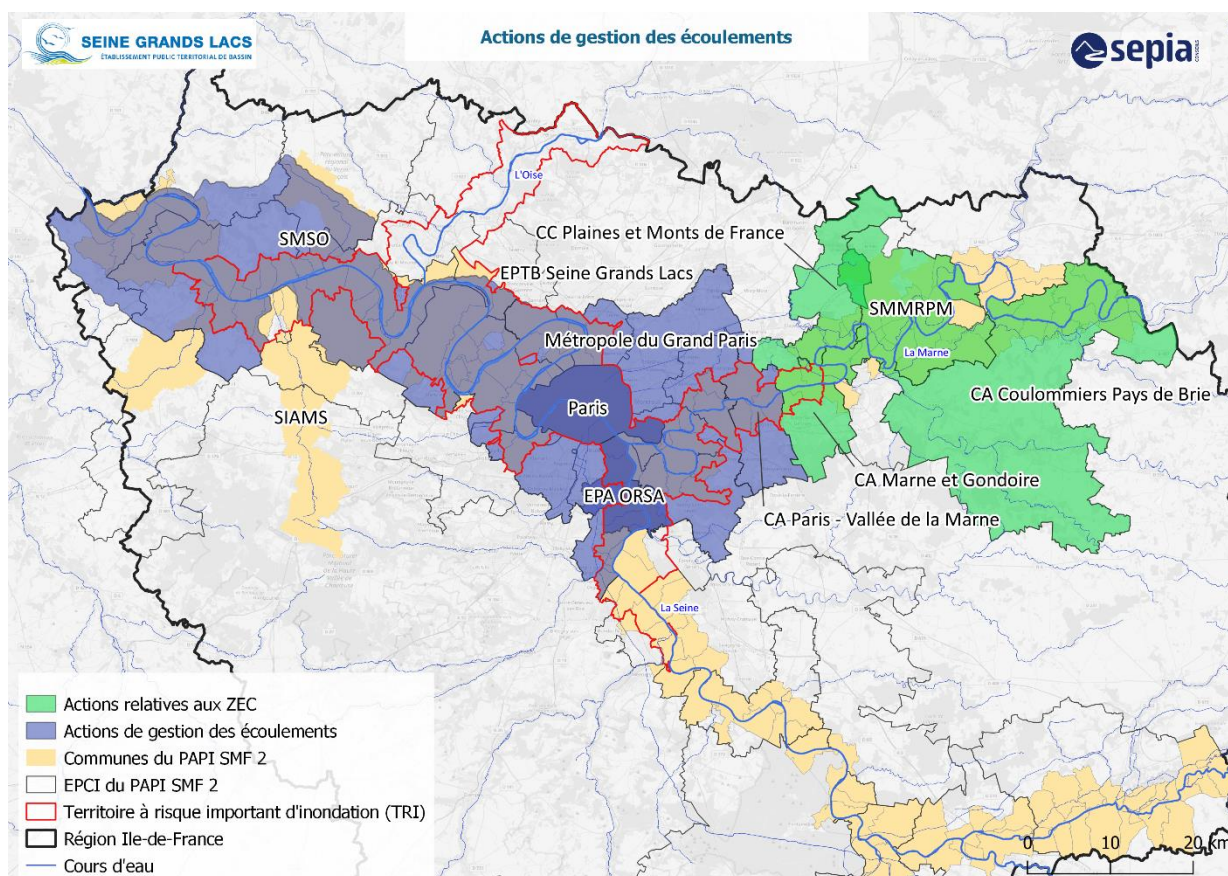 SEINE GRANDS LACS
ÉTABLISSEMENT PUBLIC TERRITORIAL DE BASSIN
Actions de gestion des écoulements
sepia
CONSEILS
L'Oise
CC Plaines et Monts de France
SMSO
EPTB Seine Grands Lacs
SMMRPM
Métropole du Grand Paris
La Marne
CA Coulommiers Pays de Brie
Paris
SIAMS
CA Marne et Gondoire
EPA ORSA
CA Paris - Vallée de la Marne
La Seine
Actions relatives aux ZEC
Actions de gestion des écoulements
Communes du PAPI SMF 2
EPCI du PAPI SMF 2
Territoire à risque important d'inondation (TRI)
Région Ile-de-France
Cours d'eau
0 10 20 km